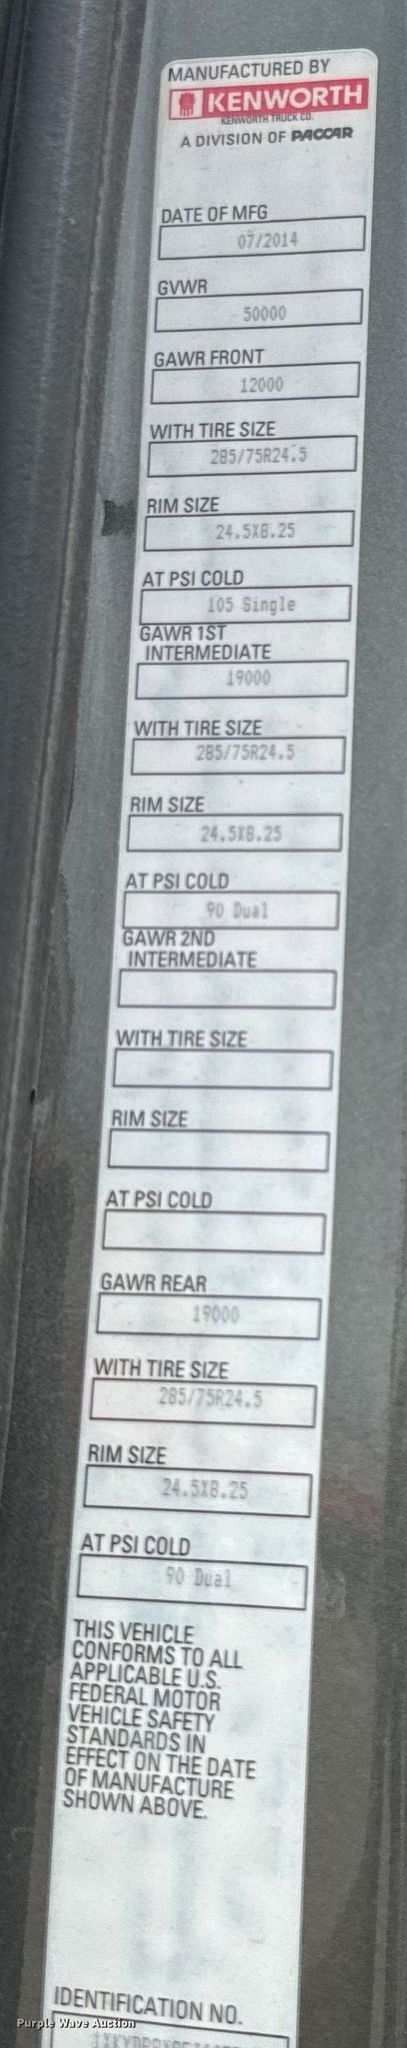 MANUFACTURED BY
KENWORTH
KENWORTH TRUCK CO.
A DIVISION OF PACCAR
DATE OF MFG
07/2014
GVWR
50000
GAWR FRONT
12000
WITH TIRE SIZE
285/75R24.5
RIM SIZE
24.5X8.25
AT PSI COLD
105 Single
GAWR 1ST
INTERMEDIATE
19000
WITH TIRE SIZE
285/75R24.5
RIM SIZE
24.5X8.25
AT PSI COLD
90 Dual
GAWR 2ND
INTERMEDIATE
WITH TIRE SIZE
RIM SIZE
AT PSI COLD
GAWR REAR
19000
WITH TIRE SIZE
285/75R24.5
RIM SIZE
24.5X8.25
AT PSI COLD
90 Dual
THIS VEHICLE
CONFORMS TO ALL
APPLICABLE U.S.
FEDERAL MOTOR
VEHICLE SAFETY
STANDARDS IN
EFFECT ON THE DATE
OF MANUFACTURE
SHOWN ABOVE.
IDENTIFICATION NO.
Purple Wave Auction